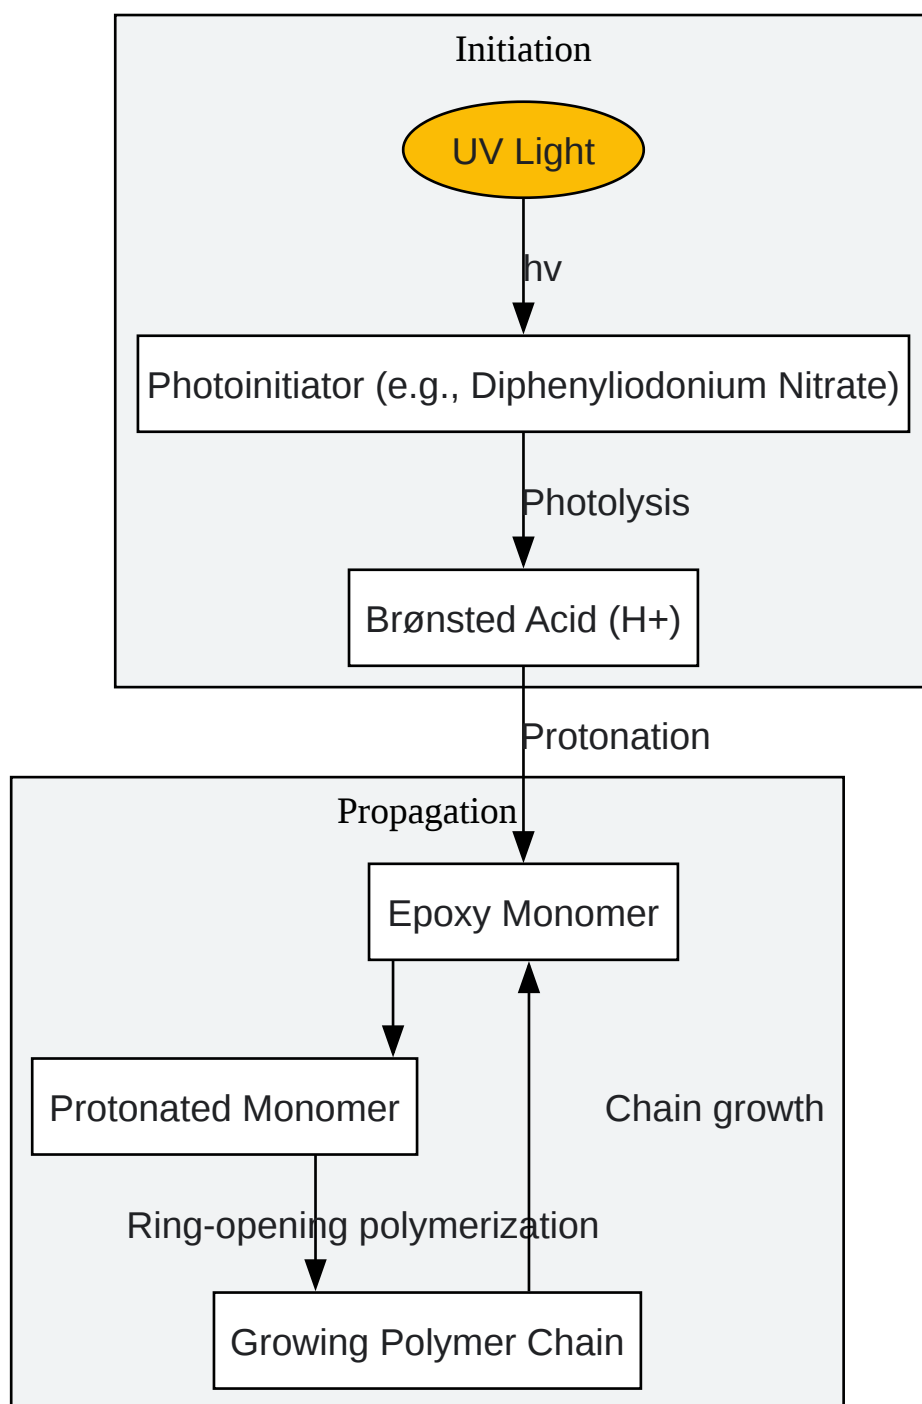 Initiation
UV Light
hv
Photoinitiator (e.g., Diphenyliodonium Nitrate)
Photolysis
Brønsted Acid (H+)
Protonation
Propagation
Epoxy Monomer
Protonated Monomer
Chain growth
Ring-opening polymerization
Growing Polymer Chain